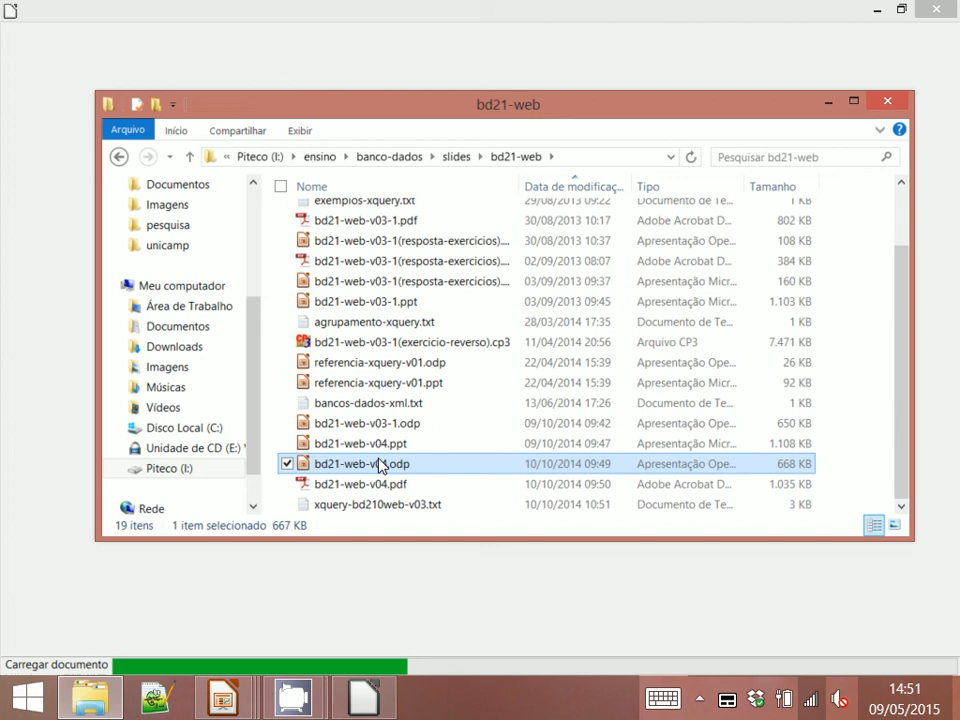 bd21-web
Arquivo Início Compartilhar Exibir
« Piteco (I:) ensino banco-dados slides bd21-web Pesquisar bd21-web
Nome Data de modificaç... Tipo Tamanho
exemplos-xquery.txt 29/08/2013 09:22 Documento de Te... 1 KB
bd21-web-v03-1.pdf 30/08/2013 10:17 Adobe Acrobat D... 802 KB
bd21-web-v03-1(resposta-exercicios).... 30/08/2013 10:37 Apresentação Ope... 108 KB
bd21-web-v03-1(resposta-exercicios).... 02/09/2013 08:07 Adobe Acrobat D... 384 KB
bd21-web-v03-1(resposta-exercicios).... 03/09/2013 09:37 Apresentação Micr... 160 KB
bd21-web-v03-1.ppt 03/09/2013 09:45 Apresentação Micr... 1.103 KB
agrupamento-xquery.txt 28/03/2014 17:35 Documento de Te... 1 KB
bd21-web-v03-1(exercicio-reverso).cp3 11/04/2014 20:56 Arquivo CP3 7.471 KB
referencia-xquery-v01.odp 22/04/2014 15:39 Apresentação Ope... 26 KB
referencia-xquery-v01.ppt 22/04/2014 15:39 Apresentação Micr... 92 KB
bancos-dados-xml.txt 13/06/2014 17:26 Documento de Te... 1 KB
bd21-web-v03-1.odp 09/10/2014 09:42 Apresentação Ope... 650 KB
bd21-web-v04.ppt 09/10/2014 09:47 Apresentação Micr... 1.108 KB
bd21-web-v04.odp 10/10/2014 09:49 Apresentação Ope... 668 KB
bd21-web-v04.pdf 10/10/2014 09:50 Adobe Acrobat D... 1.035 KB
xquery-bd210web-v03.txt 10/10/2014 10:51 Documento de Te... 3 KB
Documentos
Imagens
pesquisa
unicamp
Meu computador
Área de Trabalho
Documentos
Downloads
Imagens
Músicas
Vídeos
Disco Local (C:)
Unidade de CD (E:)
Piteco (I:)
Rede
19 itens 1 item selecionado 667 KB
Carregar documento
14:51
09/05/2015